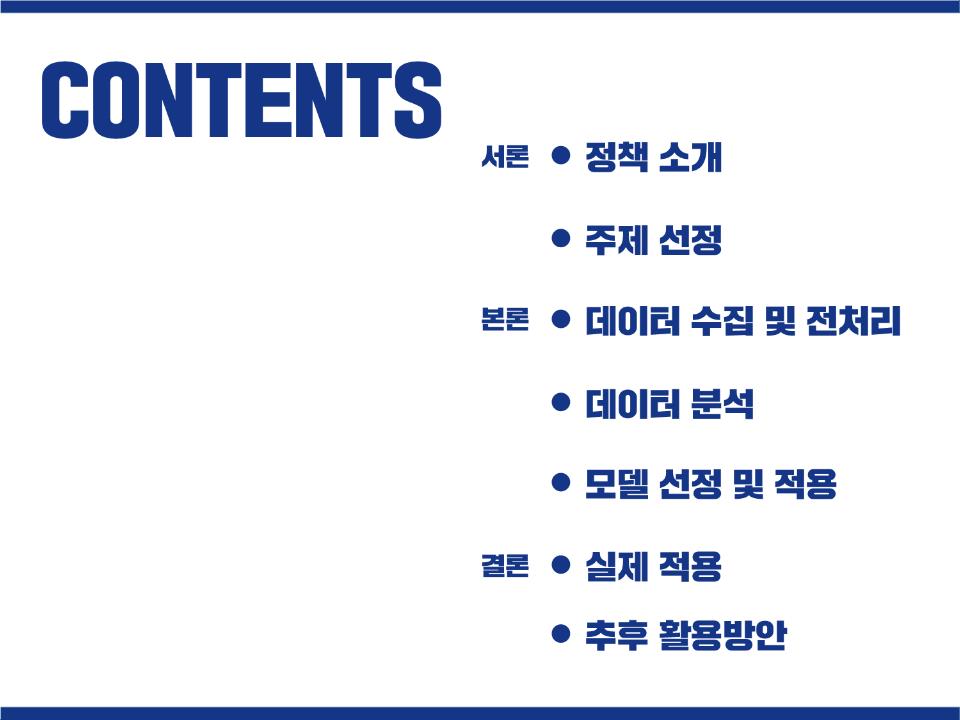 CONTENTS
서론 ● 정책 소개
● 주제 선정
본론 ● 데이터 수집 및 전처리
● 데이터 분석
● 모델 선정 및 적용
결론 ● 실제 적용
● 추후 활용방안